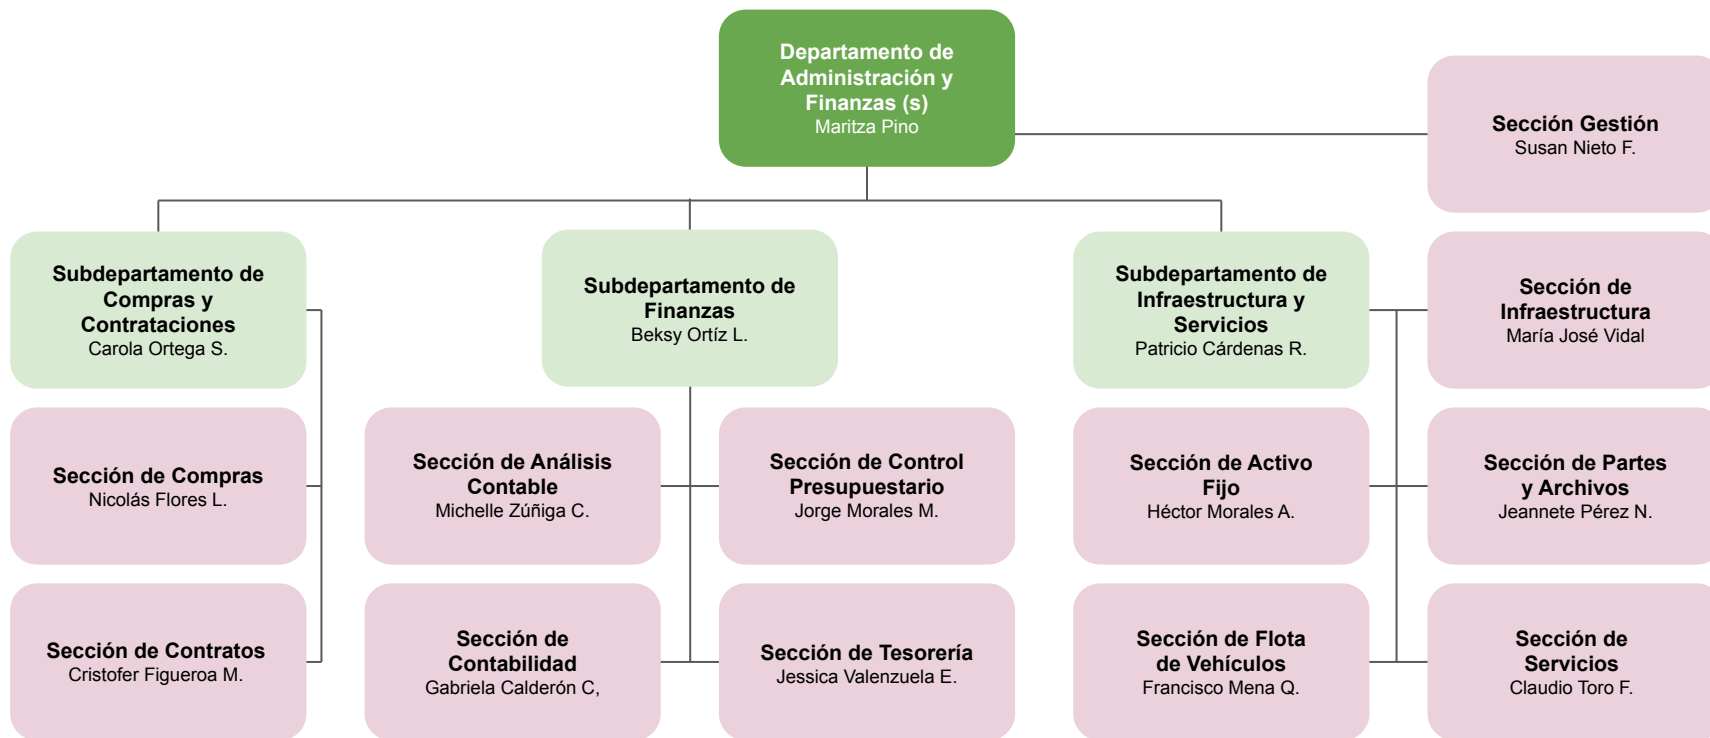 Departamento de
Administración y
Finanzas (s)
Maritza Pino
Sección Gestión
Susan Nieto F.
Subdepartamento de
Compras y
Contrataciones
Carola Ortega S.
Subdepartamento de
Finanzas
Beksy Ortíz L.
Subdepartamento de
Infraestructura y
Servicios
Patricio Cárdenas R.
Sección de
Infraestructura
María José Vidal
Sección de Compras
Nicolás Flores L.
Sección de Análisis
Contable
Michelle Zúñiga C.
Sección de Control
Presupuestario
Jorge Morales M.
Sección de Activo
Fijo
Héctor Morales A.
Sección de Partes
y Archivos
Jeannete Pérez N.
Sección de Contratos
Cristofer Figueroa M.
Sección de
Contabilidad
Gabriela Calderón C,
Sección de Tesorería
Jessica Valenzuela E.
Sección de Flota
de Vehículos
Francisco Mena Q.
Sección de
Servicios
Claudio Toro F.